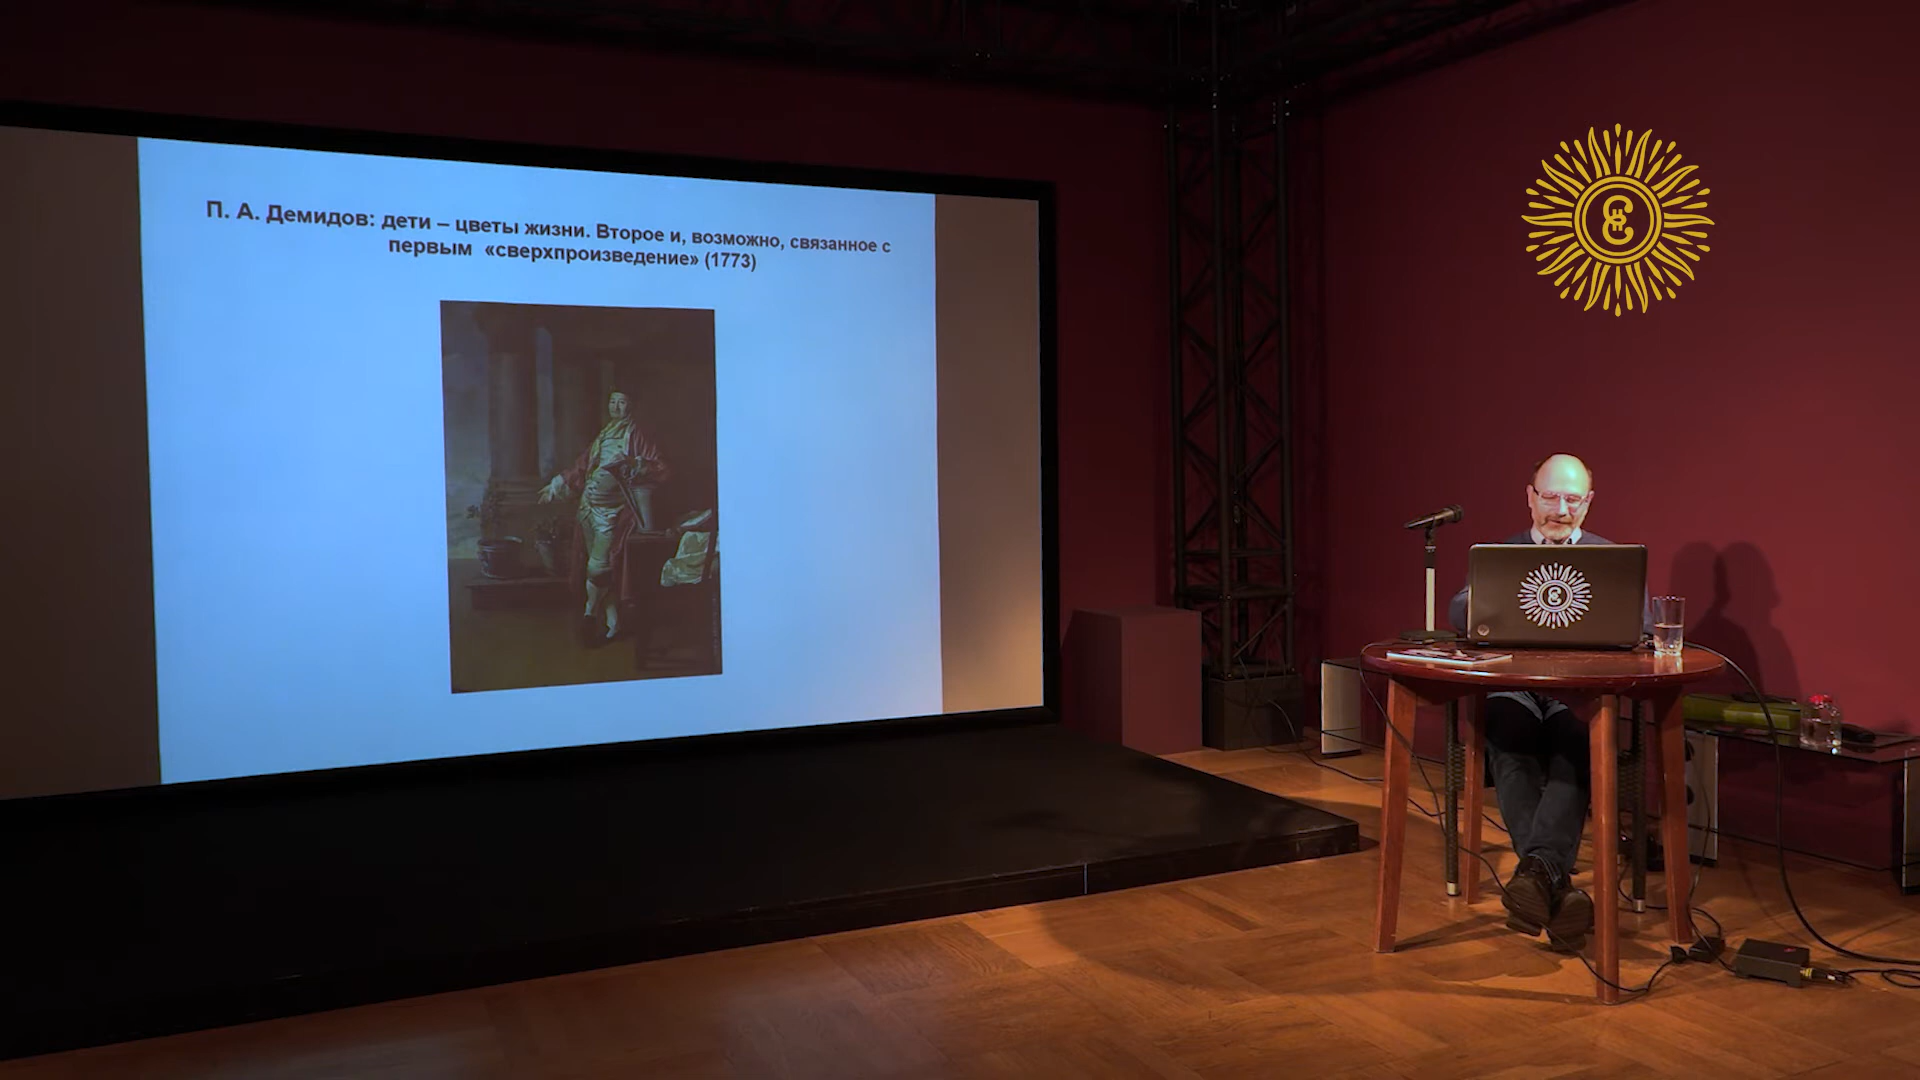 П. А. Демидов: дети – цветы жизни. Второе и, возможно, связанное с
первым «сверхпроизведение» (1773)